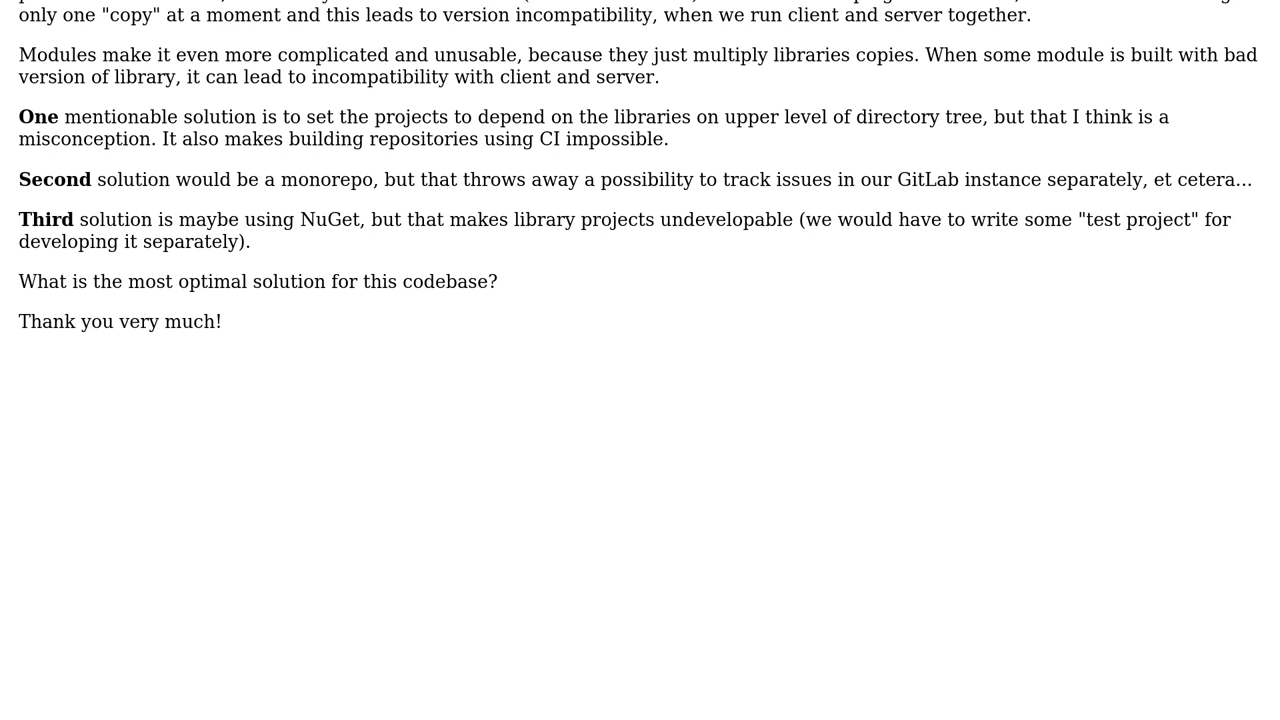 only one "copy" at a moment and this leads to version incompatibility, when we run client and server together.
Modules make it even more complicated and unusable, because they just multiply libraries copies. When some module is built with bad
version of library, it can lead to incompatibility with client and server.
One mentionable solution is to set the projects to depend on the libraries on upper level of directory tree, but that I think is a
misconception. It also makes building repositories using CI impossible.
Second solution would be a monorepo, but that throws away a possibility to track issues in our GitLab instance separately, et cetera...
Third solution is maybe using NuGet, but that makes library projects undevelopable (we would have to write some "test project" for
developing it separately).
What is the most optimal solution for this codebase?
Thank you very much!